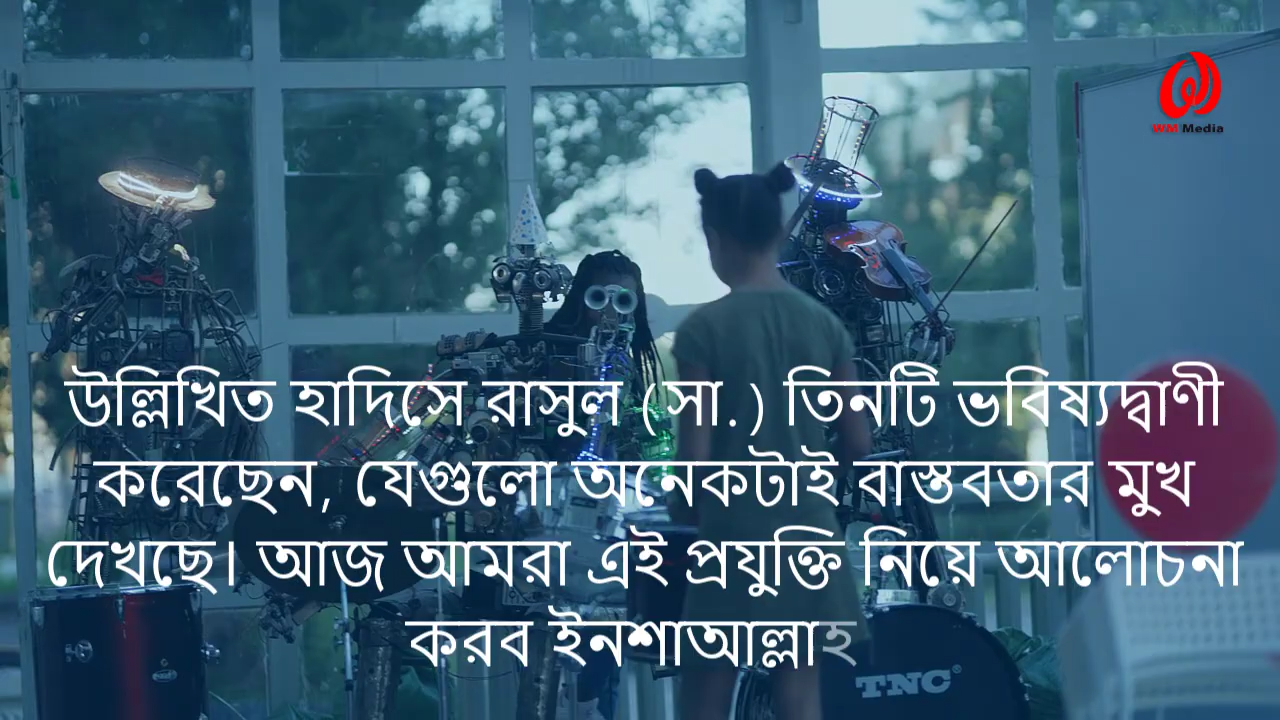 WM Media
উল্লিখিত হাদিসে রাসুল (সা.) তিনটি ভবিষ্যদ্বাণী
করেছেন, যেগুলো অনেকটাই বাস্তবতার মুখ
দেখছে। আজ আমরা এই প্রযুক্তি নিয়ে আলোচনা
করব ইনশাআল্লাহ
TNC